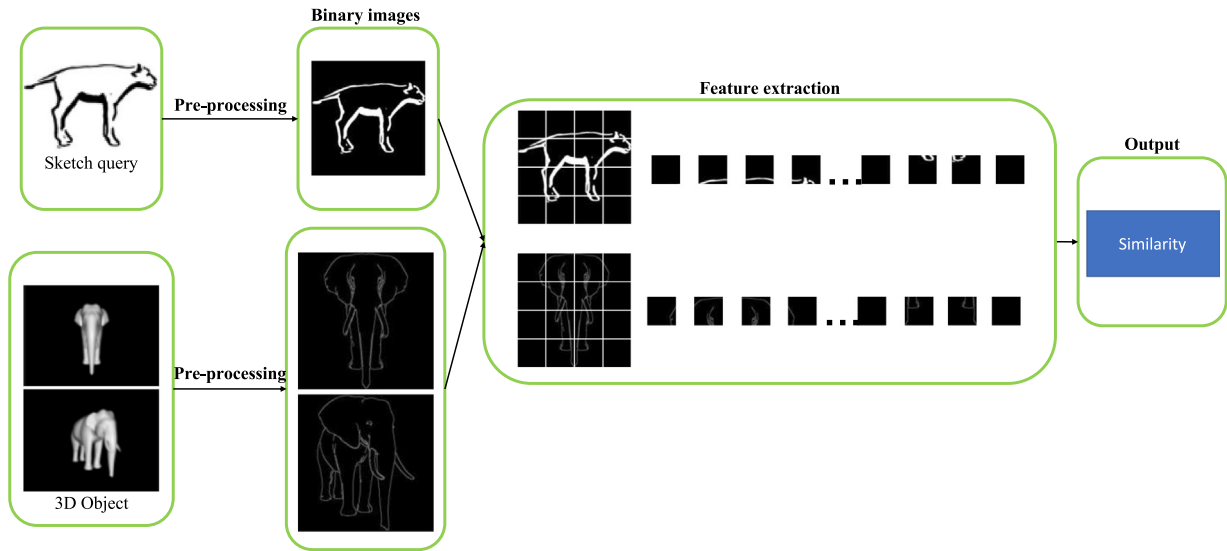 Binary images
Pre-processing
Sketch query
Feature extraction
Output
Similarity
Pre-processing
3D Object